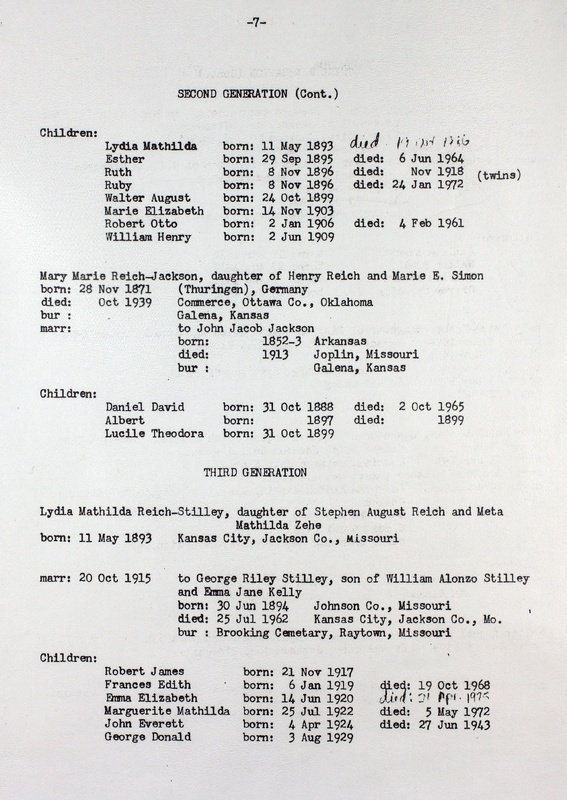 -7-
SECOND GENERATION (Cont.)
Children:
Lydia Mathilda born: 11 May 1893 died
Esther born: 29 Sep 1895 died: 6 Jun 1964
Ruth born: 8 Nov 1896 died: Nov 1918 (twins)
Ruby born: 8 Nov 1896 died: 24 Jan 1972
Walter August born: 24 Oct 1899
Marie Elizabeth born: 14 Nov 1903
Robert Otto born: 2 Jan 1906 died: 4 Feb 1961
William Henry born: 2 Jun 1909
Mary Marie Reich-Jackson, daughter of Henry Reich and Marie E. Simon
born: 28 Nov 1871 (Thuringen), Germany
died: Oct 1939 Commerce, Ottawa Co., Oklahoma
bur : Galena, Kansas
marr: to John Jacob Jackson
born: 1852-3 Arkansas
died: 1913 Joplin, Missouri
bur : Galena, Kansas
Children:
Daniel David born: 31 Oct 1888 died: 2 Oct 1965
Albert born: 1897 died: 1899
Lucile Theodora born: 31 Oct 1899
THIRD GENERATION
Lydia Mathilda Reich-Stilley, daughter of Stephen August Reich and Meta
Mathilda Zehe
born: 11 May 1893 Kansas City, Jackson Co., Missouri
marr: 20 Oct 1915 to George Riley Stilley, son of William Alonzo Stilley
and Emma Jane Kelly
born: 30 Jun 1894 Johnson Co., Missouri
died: 25 Jul 1962 Kansas City, Jackson Co., Mo.
bur : Brooking Cemetary, Raytown, Missouri
Children:
Robert James born: 21 Nov 1917
Frances Edith born: 6 Jan 1919 died: 19 Oct 1968
Emma Elizabeth born: 14 Jun 1920 died: Apr.
Marguerite Mathilda born: 25 Jul 1922 died: 5 May 1972
John Everett born: 4 Apr 1924 died: 27 Jun 1943
George Donald born: 3 Aug 1929